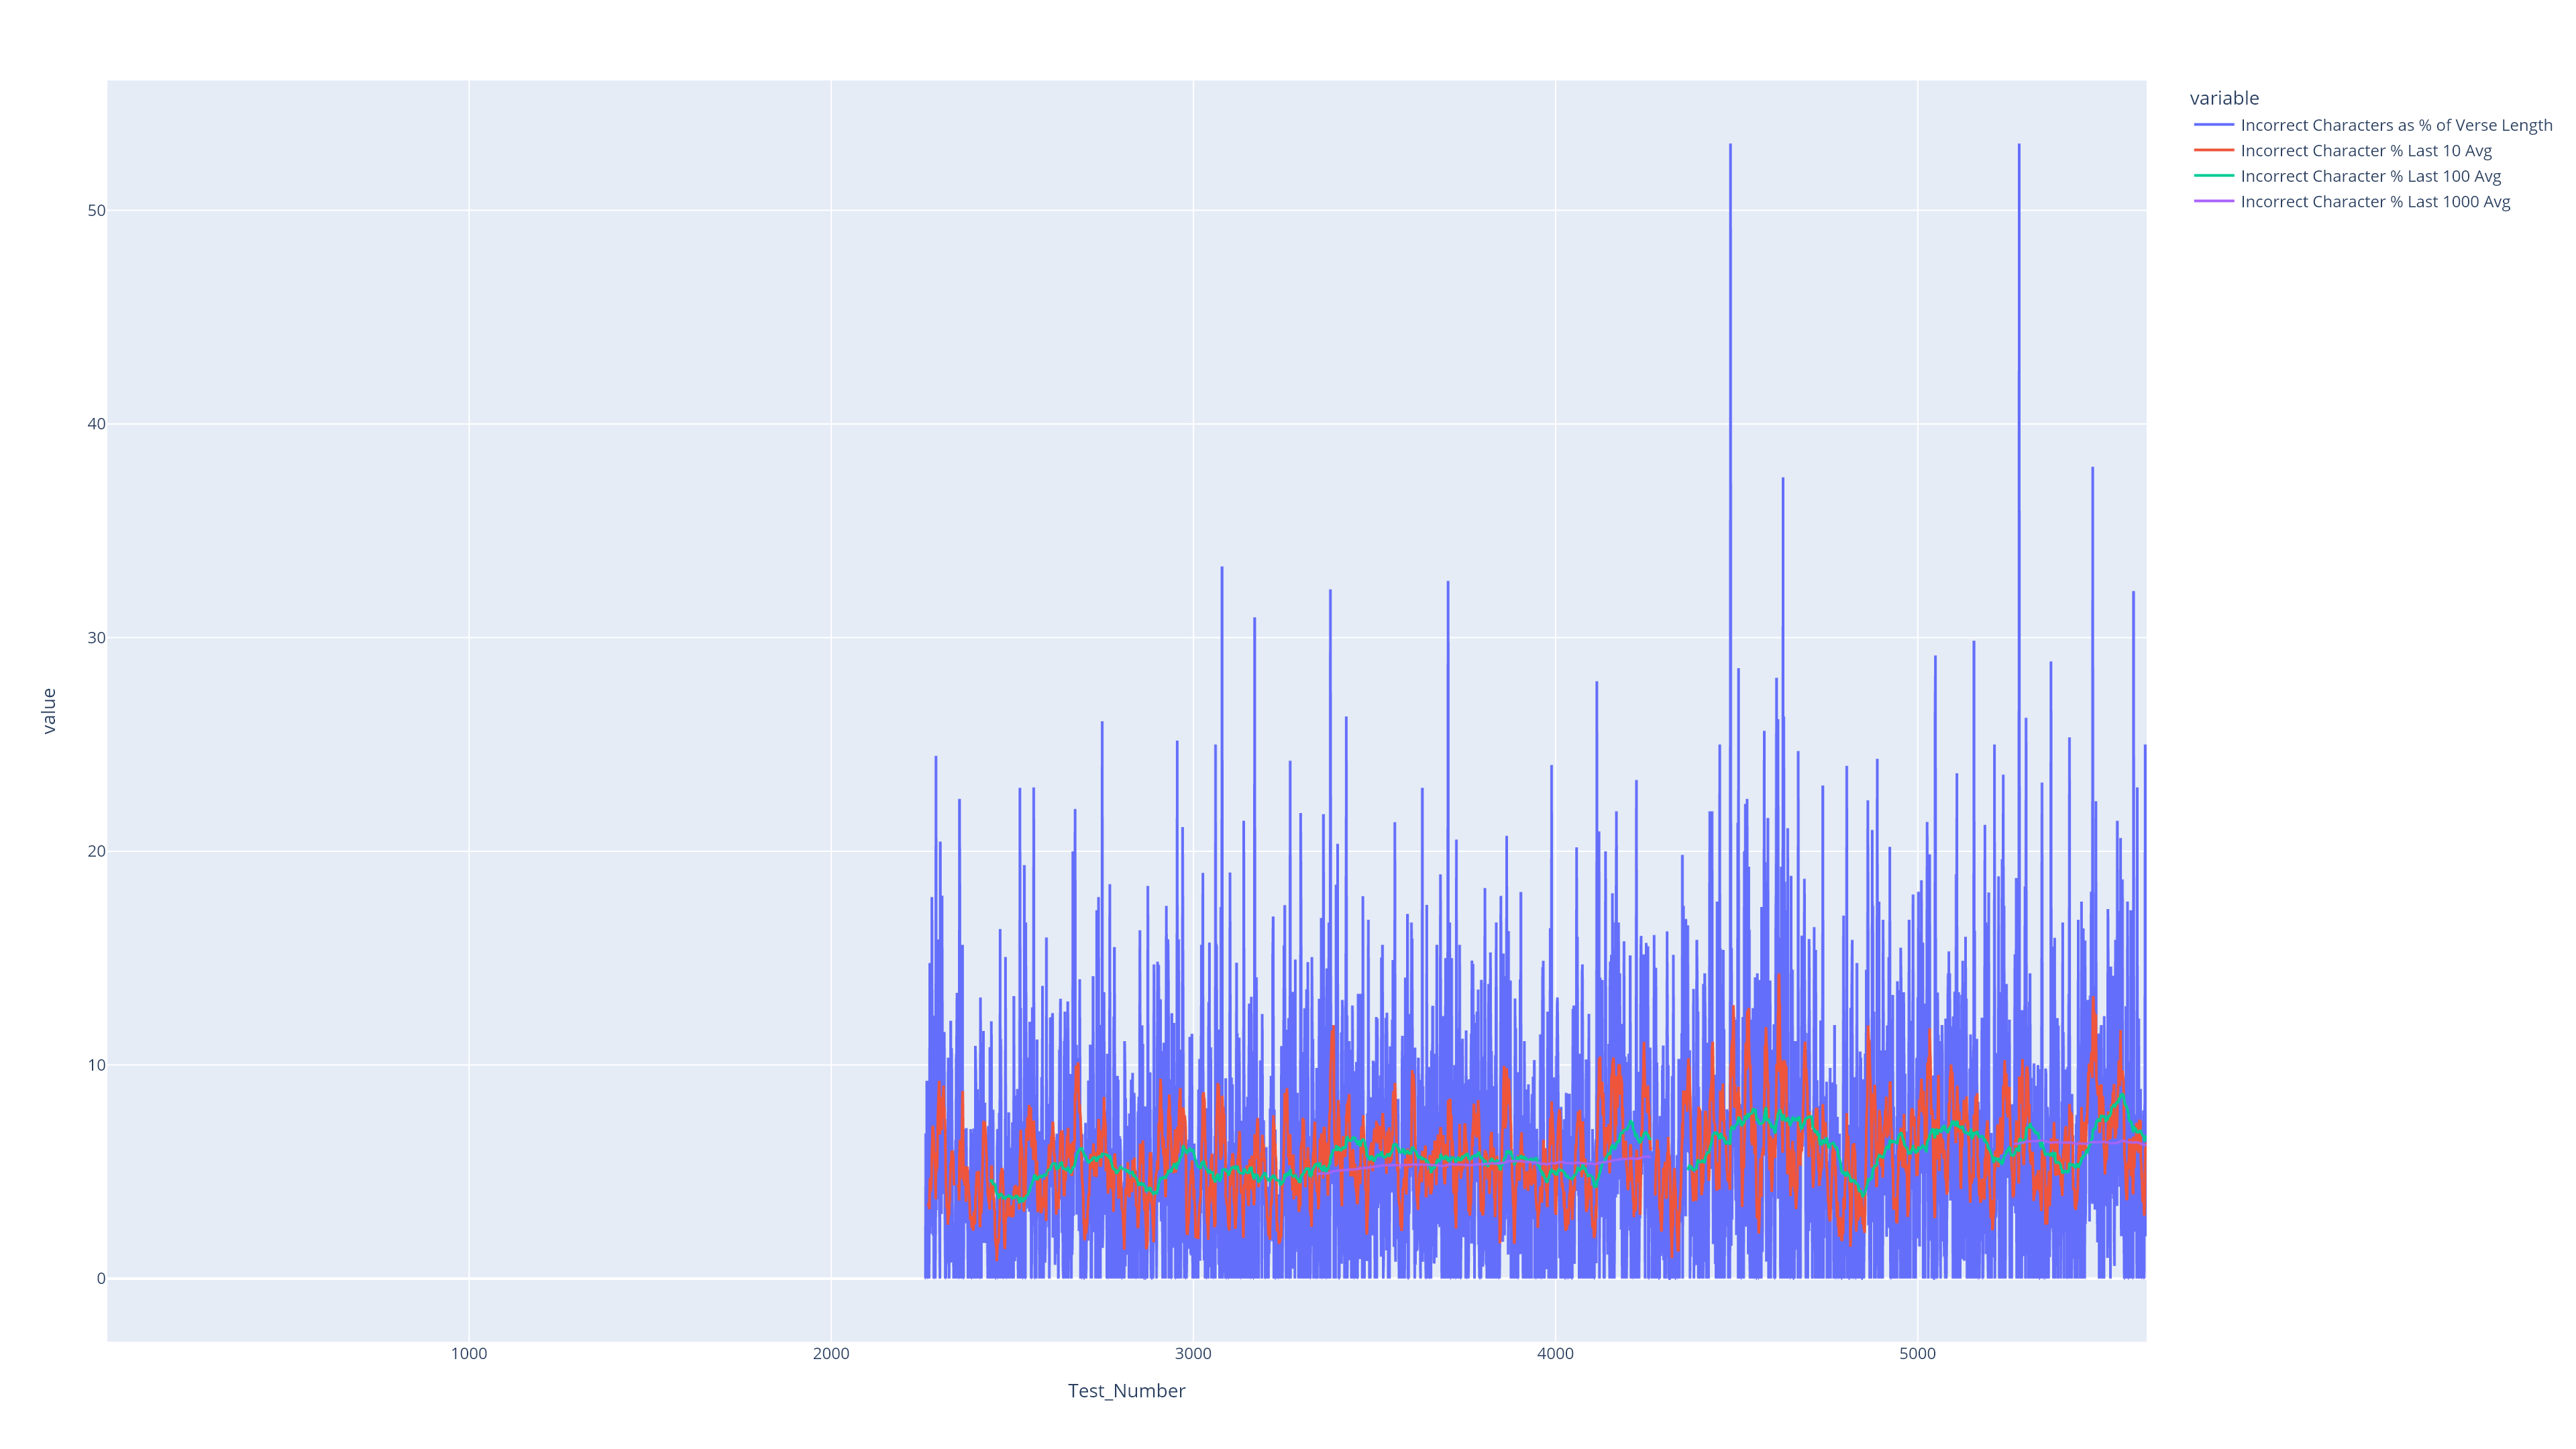 variable
Incorrect Characters as % of Verse Length
Incorrect Character % Last 10 Avg
Incorrect Character % Last 100 Avg
Incorrect Character % Last 1000 Avg
50
40
30
20
10
0
value
1000 2000 3000 4000 5000
Test_Number